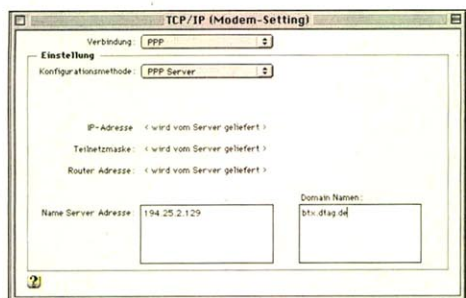 TCP/IP (Modem-Setting)
Verbindung: PPP
Einstellung
Konfigurationsmethode: PPP Server
IP-Adresse < wird vom Server geliefert >
Teilnetzmaske: < wird vom Server geliefert >
Router Adresse: < wird vom Server geliefert >
Domain Namen:
Name Server Adresse: 194.25.2.129
btx.dtag.de
?